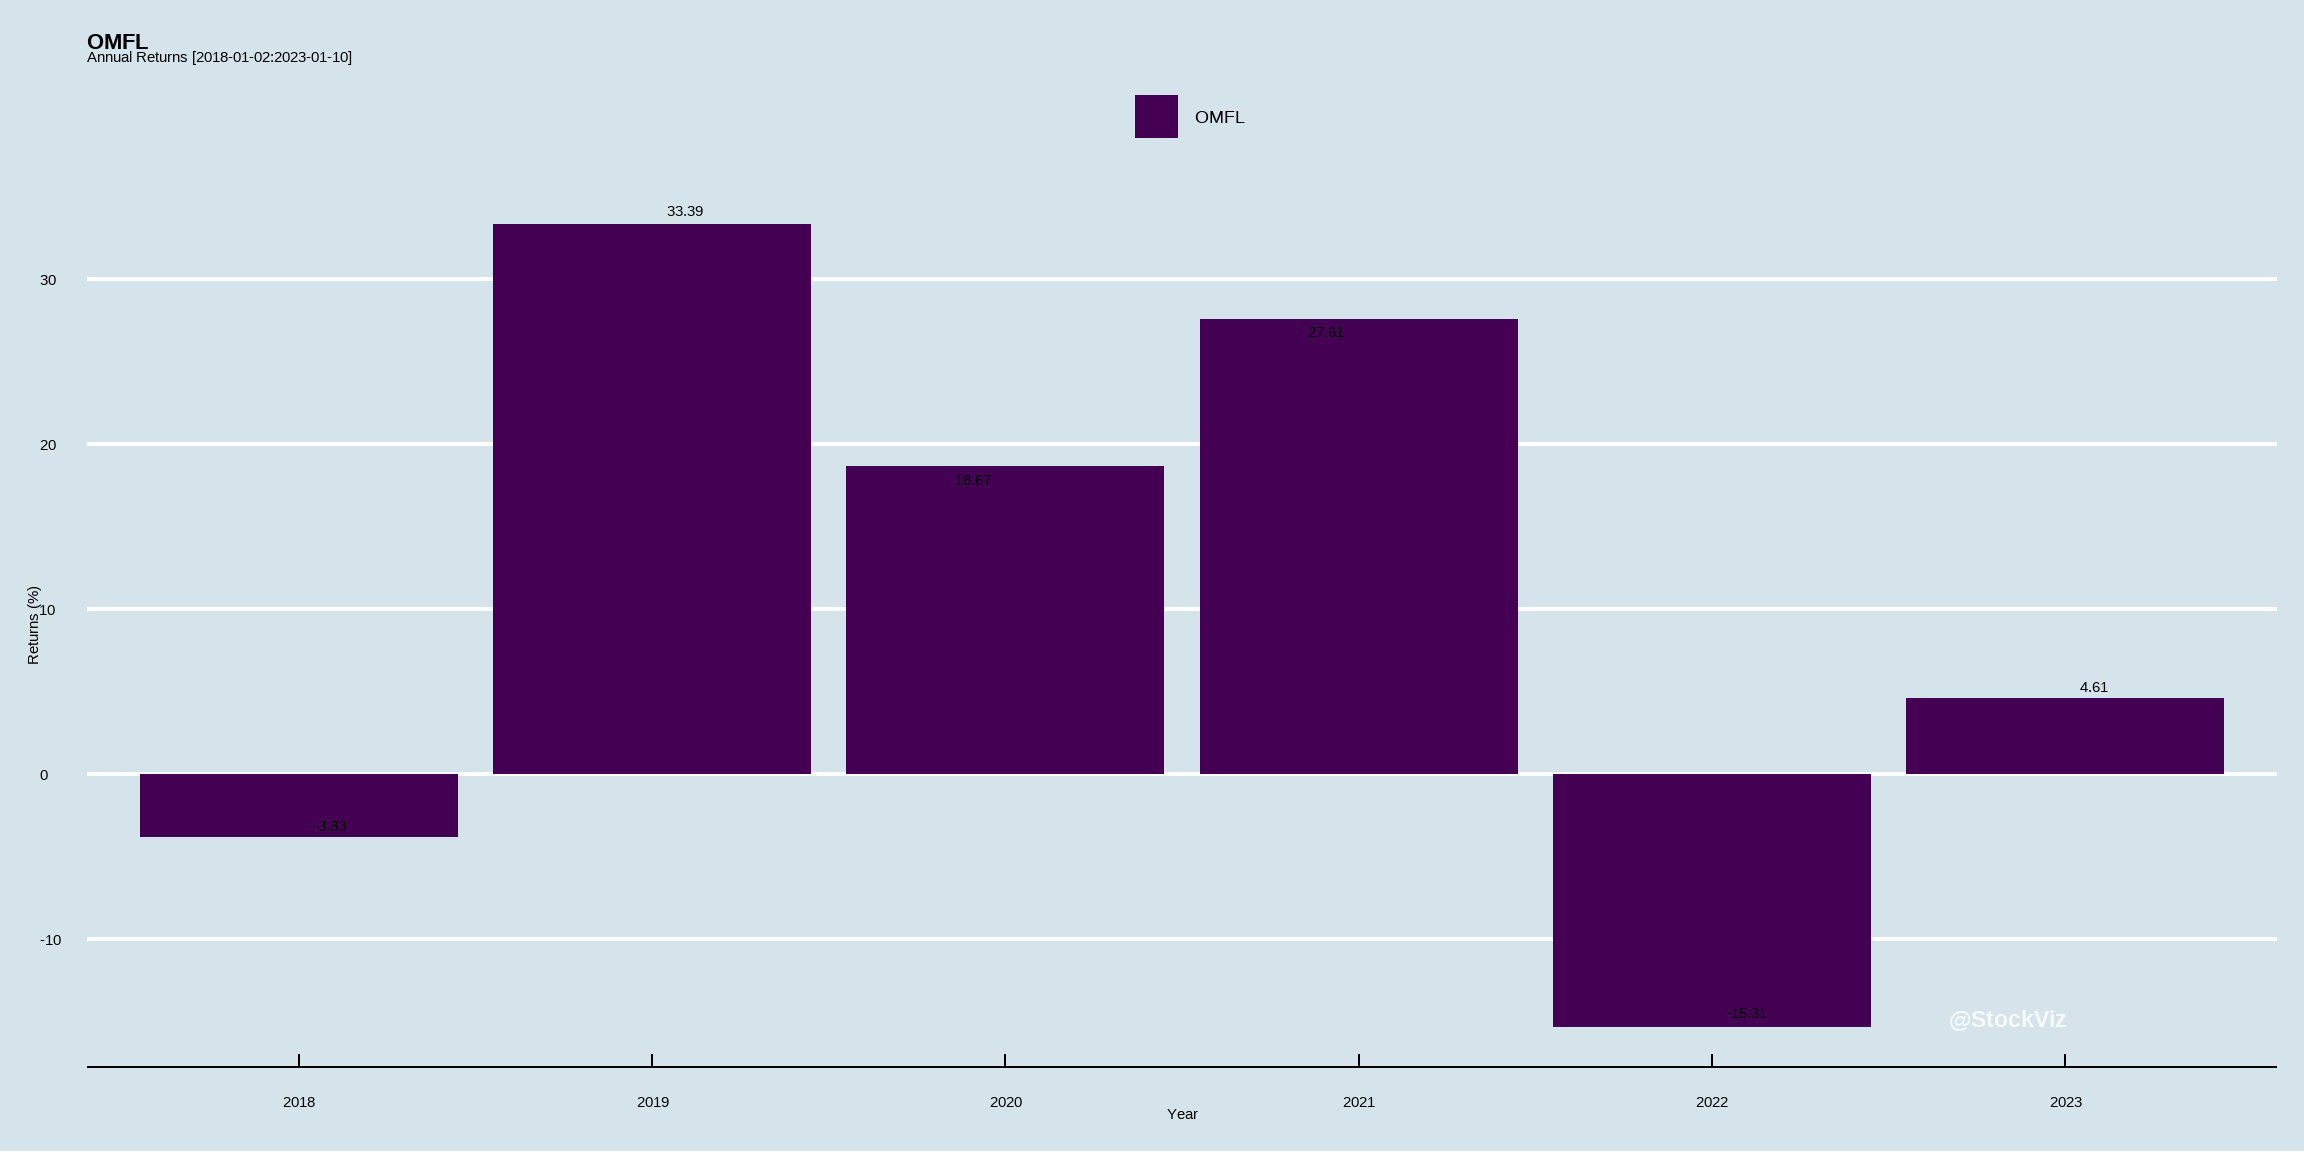 OMFL
Annual Returns [2018-01-02:2023-01-10]
OMFL
33.39
30
27.61
20
18.67
Returns (%)
10
4.61
0
-3.83
-10
-15.31
@StockViz
2018 2019 2020 2021 2022 2023
Year